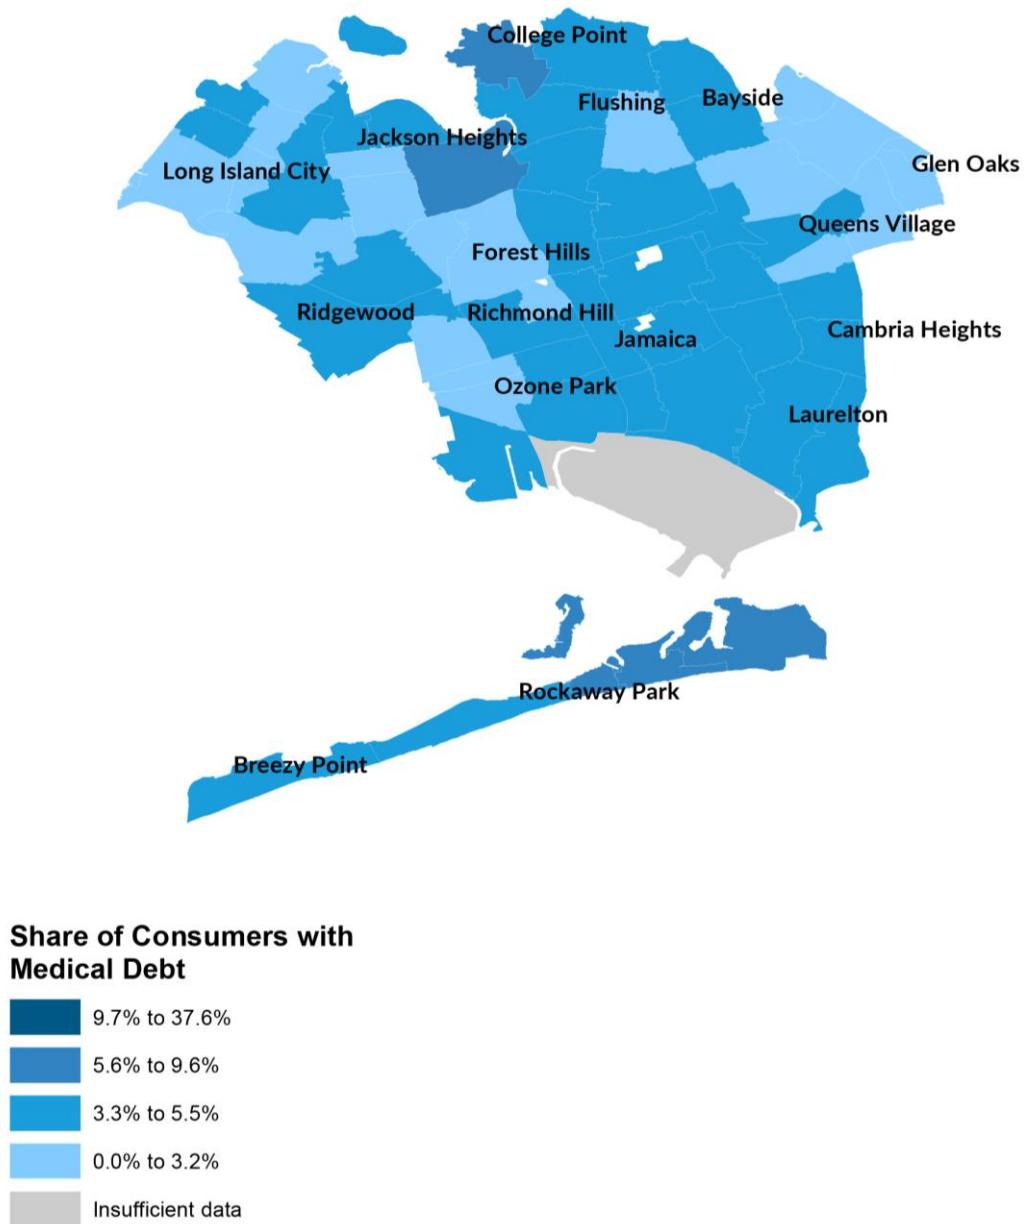 College Point
Flushing
Bayside
Jackson Heights
Glen Oaks
Long Island City
Queens Village
Forest Hills
Ridgewood
Richmond Hill
Cambria Heights
Jamaica
Ozone Park
Laurelton
Rockaway Park
Breezy Point
Share of Consumers with
Medical Debt
9.7% to 37.6%
5.6% to 9.6%
3.3% to 5.5%
0.0% to 3.2%
Insufficient data